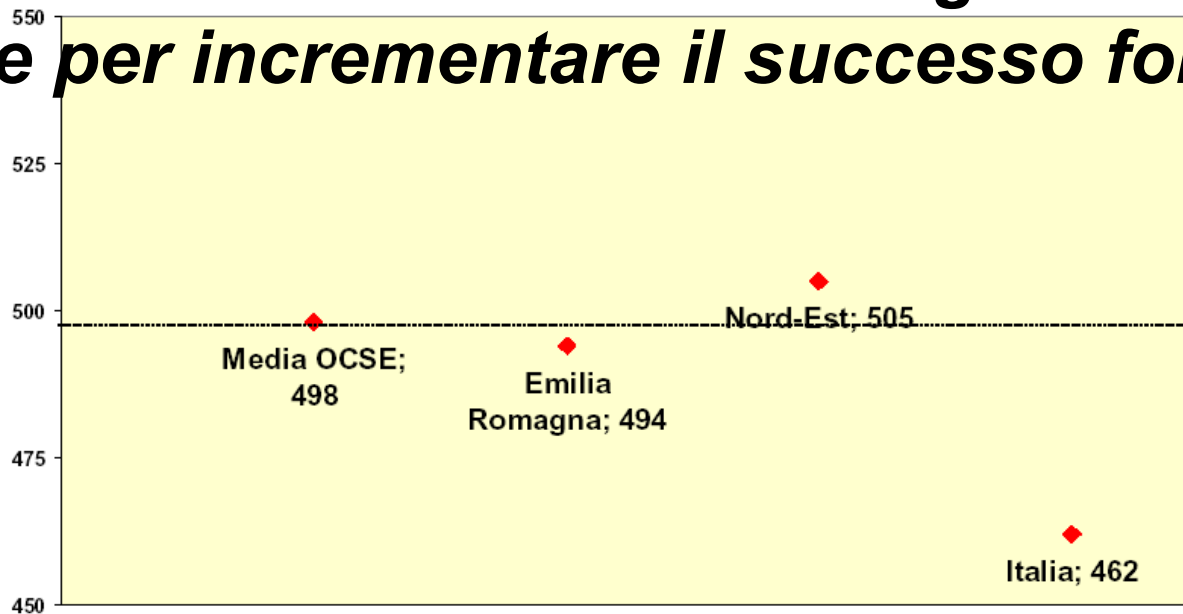 550
e per incrementare il successo
525
500
Nord-Est; 505
Media OCSE;
498
Emilia
Romagna; 494
475
Italia; 462
450